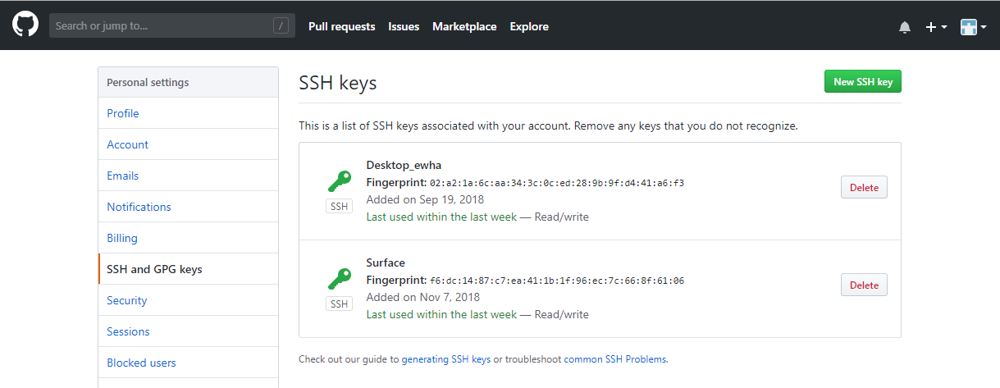 Search or jump to... /
Pull requests Issues Marketplace Explore
Personal settings
Profile
Account
Emails
Notifications
Billing
SSH and GPG keys
Security
Sessions
Blocked users
SSH keys
New SSH key
This is a list of SSH keys associated with your account. Remove any keys that you do not recognize.
Desktop_ewha
Fingerprint: 02:a2:1a:6c:aa:34:3c:0c:ed:28:9b:9f:d4:41:a6:f3
Added on Sep 19, 2018
Last used within the last week — Read/write
SSH
Delete
Surface
Fingerprint: f6:dc:14:87:c7:ea:41:1b:1f:96:ec:7c:66:8f:61:06
Added on Nov 7, 2018
Last used within the last week — Read/write
SSH
Delete
Check out our guide to generating SSH keys or troubleshoot common SSH Problems.